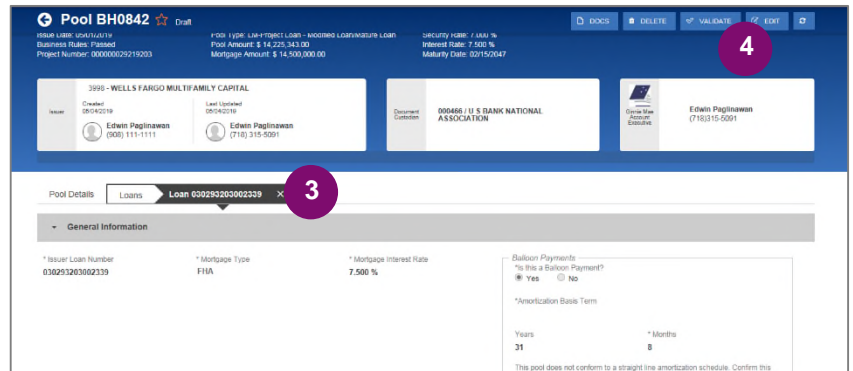 Pool BH0842 Draft
DOCS DELETE VALIDATE EDIT
Issue Date: 05/01/2019 Pool Type: LM-Project Loan - Modified Loan/Mature Loan Security Rate: 7.000 %
Business Rules: Passed Pool Amount: $ 14,225,343.00 Interest Rate: 7.500 %
Project Number: 000000029219203 Mortgage Amount: $ 14,500,000.00 Maturity Date: 02/15/2047
4
3998 - WELLS FARGO MULTIFAMILY CAPITAL
Issuer
Created Last Updated
05/04/2019 05/04/2019
Edwin Paglinawan Edwin Paglinawan
(908) 111-1111 (718) 315-5091
Document Custodian
000466 / U S BANK NATIONAL
ASSOCIATION
Ginnie Mae
Account
Executive
Edwin Paglinawan
(718)315-5091
Pool Details Loans Loan 030293203002339 ×
3
General Information
* Issuer Loan Number * Mortgage Type * Mortgage Interest Rate
030293203002339 FHA 7.500 %
Balloon Payments
*Is this a Balloon Payment?
Yes No
*Amortization Basis Term
Years * Months
31 8
This pool does not conform to a straight line amortization schedule. Confirm this